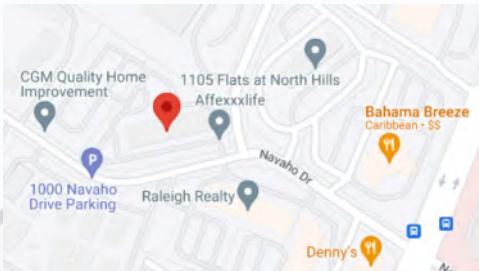 CGM Quality Home
Improvement
1105 Flats at North Hills
Affexxxlife
Bahama Breeze
Caribbean • $$
P
1000 Navaho
Drive Parking
Navaho Dr
Raleigh Realty
Denny's